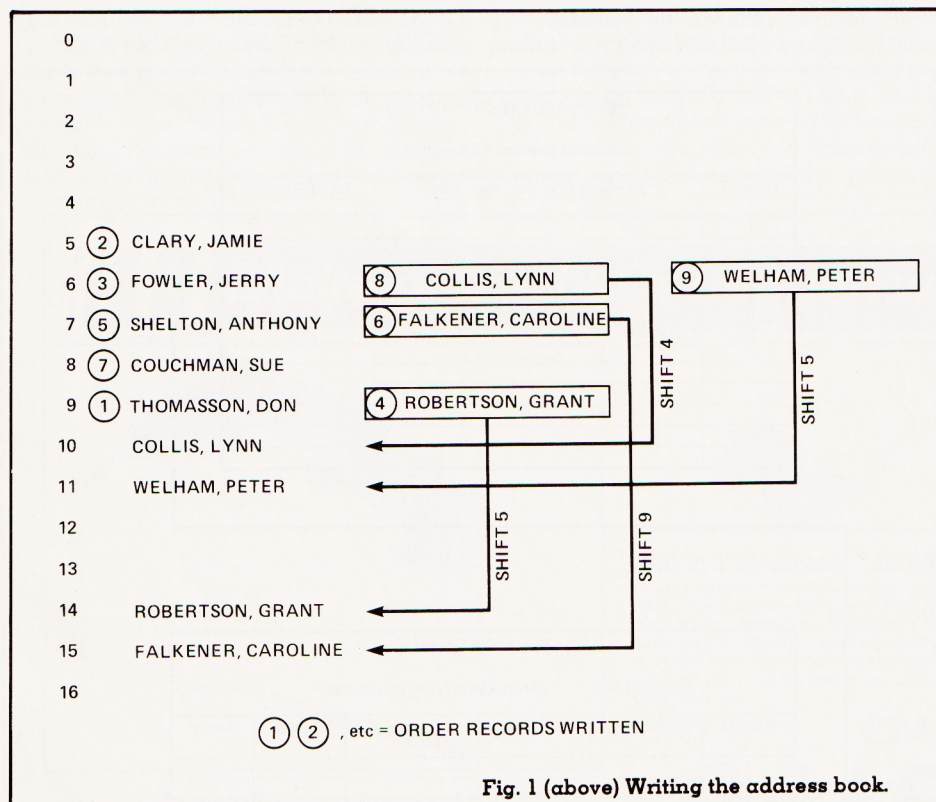 0
1
2
3
4
5 ② CLARY, JAMIE
6 ③ FOWLER, JERRY ⑧ COLLIS, LYNN ⑨ WELHAM, PETER
7 ⑤ SHELTON, ANTHONY ⑥ FALKENER, CAROLINE
SHIFT 4
SHIFT 5
8 ⑦ COUCHMAN, SUE
9 ① THOMASSON, DON ④ ROBERTSON, GRANT
10 COLLIS, LYNN
11 WELHAM, PETER
12
SHIFT 5
SHIFT 9
13
14 ROBERTSON, GRANT
15 FALKENER, CAROLINE
16
① ② , etc = ORDER RECORDS WRITTEN
Fig. 1 (above) Writing the address book.